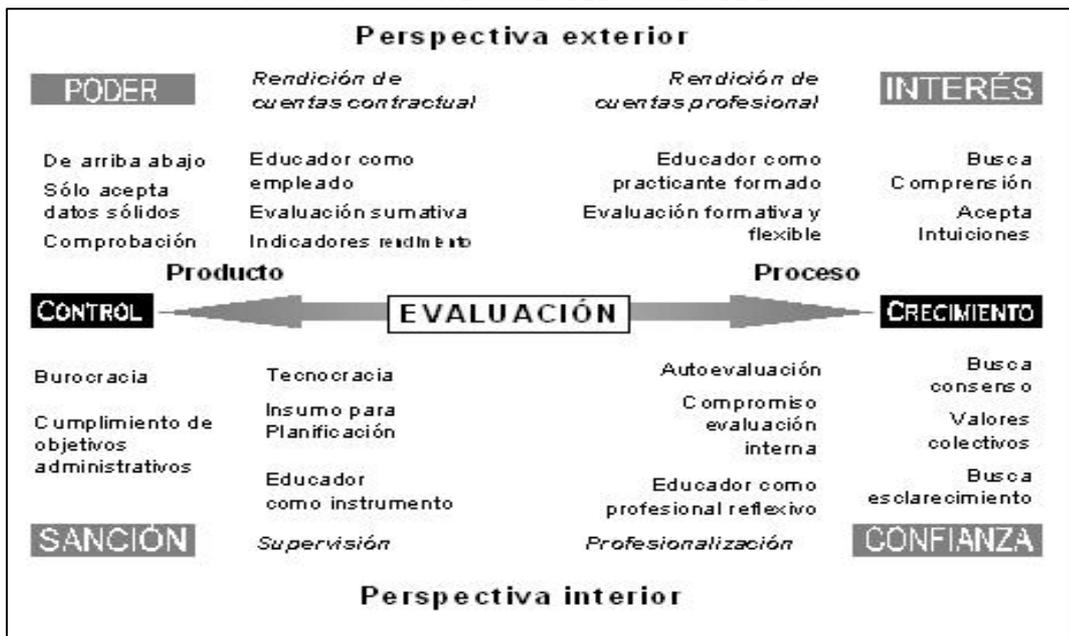 Perspectiva exterior
PODER
Rendición de
cuentas contractual
Rendición de
cuentas profesional
INTERÉS
De arriba abajo
Sólo acepta
datos sólidos
Comprobación
Educador como
empleado
Evaluación sumativa
Indicadores rendimiento
Educador como
practicante formado
Evaluación formativa y
flexible
Busca
Comprensión
Acepta
Intuiciones
Producto
Proceso
CONTROL
EVALUACIÓN
CRECIMIENTO
Burocracia
Cumplimiento de
objetivos
administrativos
Tecnocracia
Insumo para
Planificación
Educador
como instrumento
Autoevaluación
Compromiso
evaluación
interna
Educador como
profesional reflexivo
Busca
consenso
Valores
colectivos
Busca
esclarecimiento
SANCIÓN
Supervisión
Profesionalización
CONFIANZA
Perspectiva interior